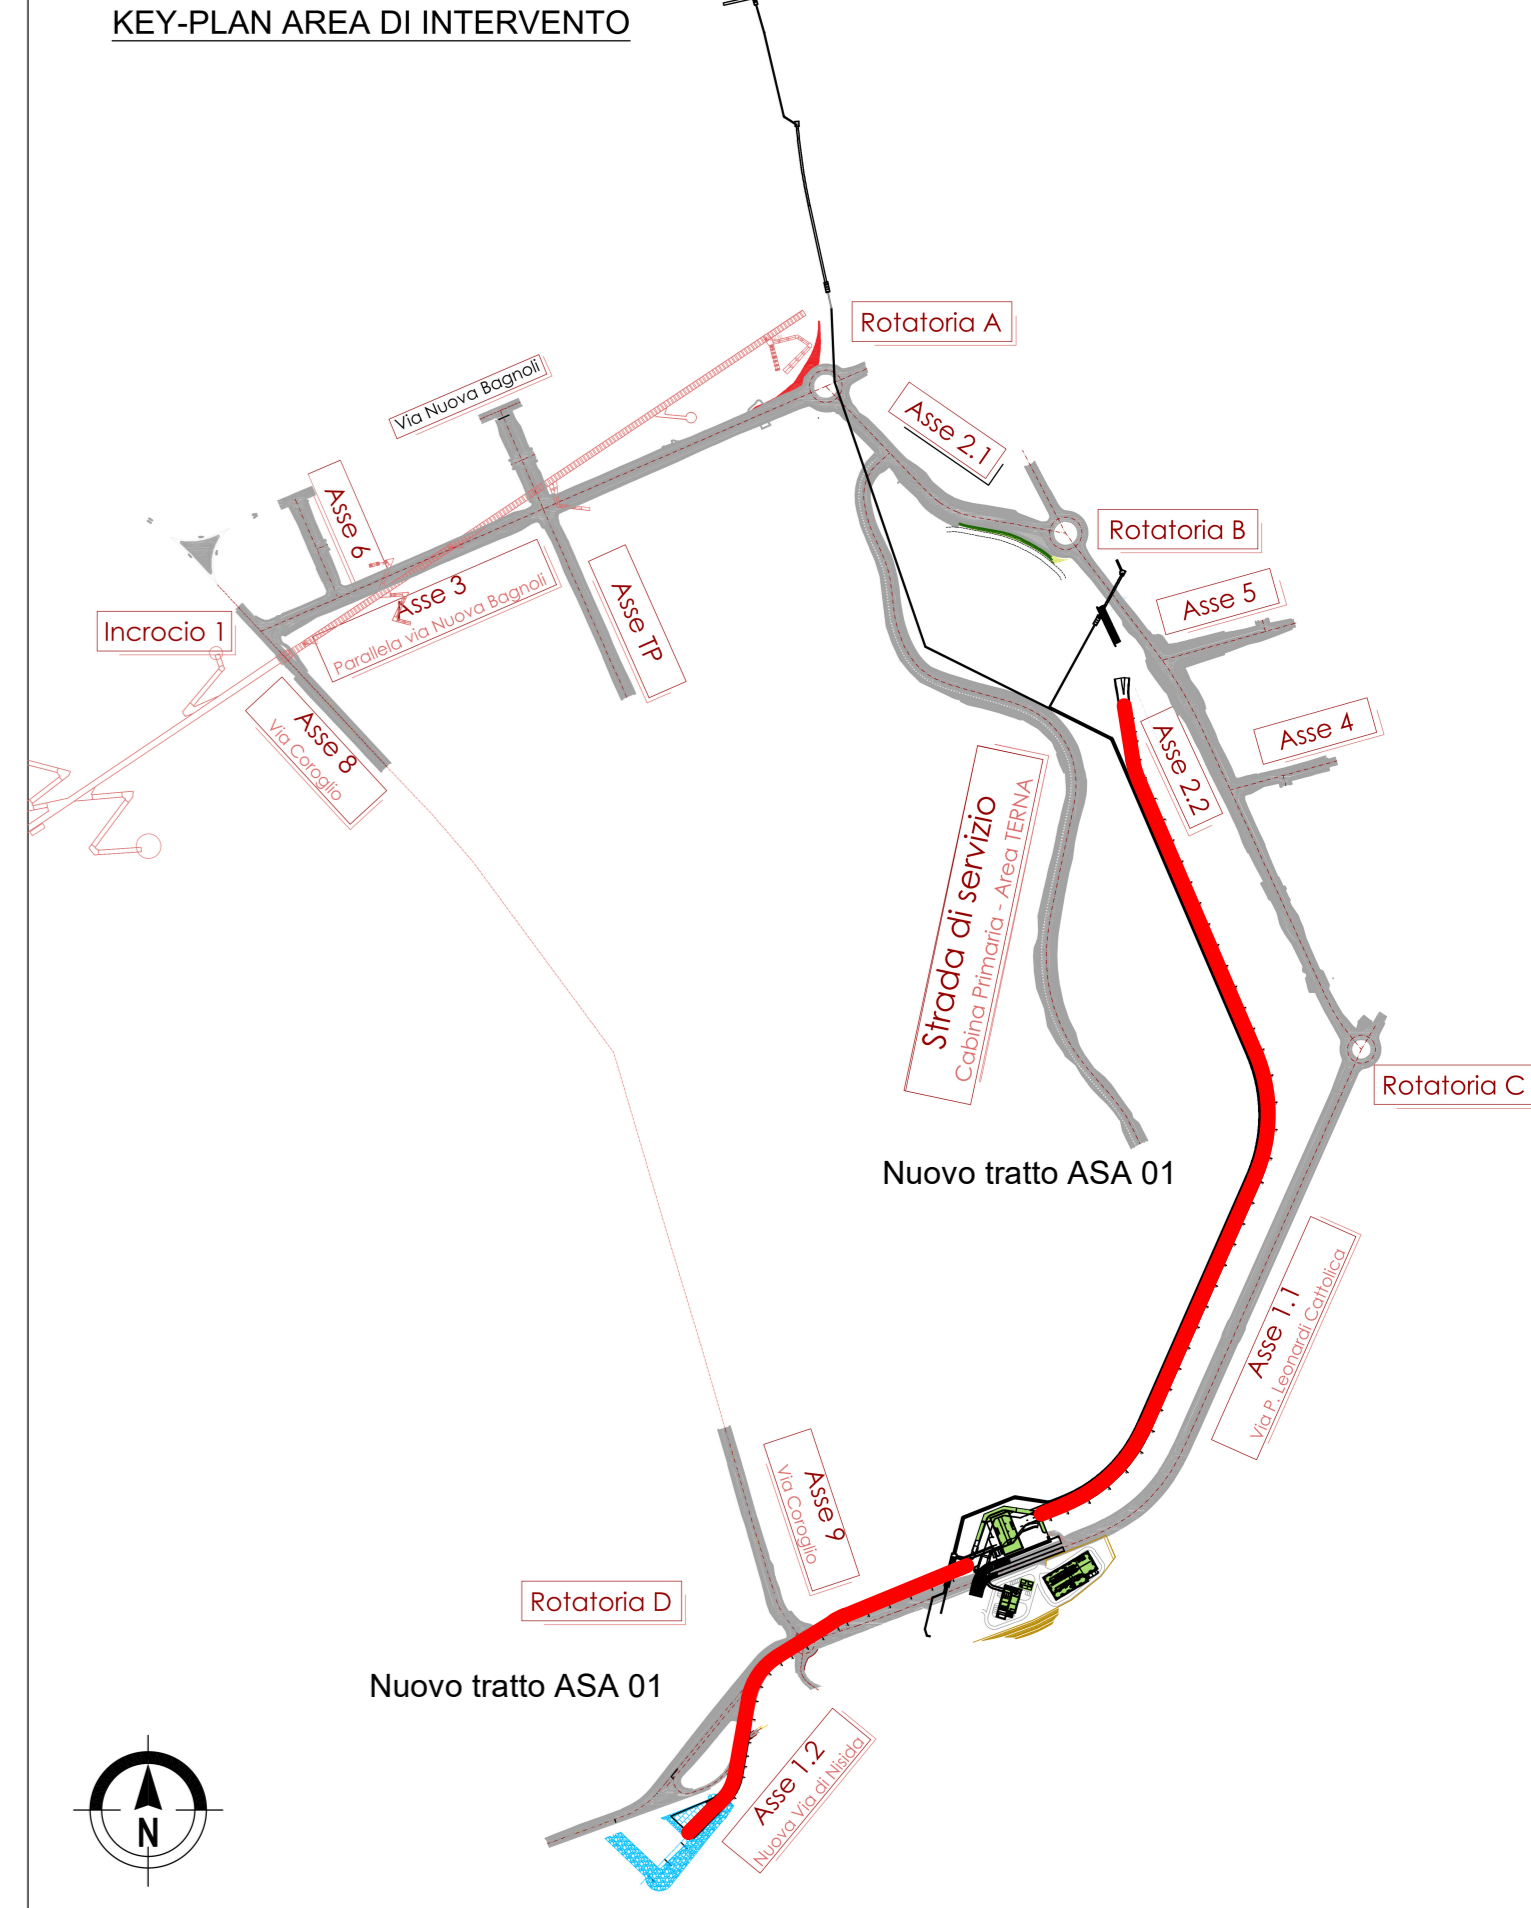 KEY-PLAN AREA DI INTERVENTO
Rotatoria A
Via Nuova Bagnoli
Asse 2.1
Asse 6
Rotatoria B
Asse 5
Asse 3
Parallela via Nuova Bagnoli
Asse TP
Incrocio 1
Asse 8
Via Coroglio
Asse 4
Asse 2.2
Strada di servizio
Cabina Primaria - Area TERNA
Rotatoria C
Nuovo tratto ASA 01
Asse 1.1
Via P. Leonardi Cattolica
Asse 9
Via Coroglio
Rotatoria D
Nuovo tratto ASA 01
Asse 1.2
Nuova Via di Nisida
N